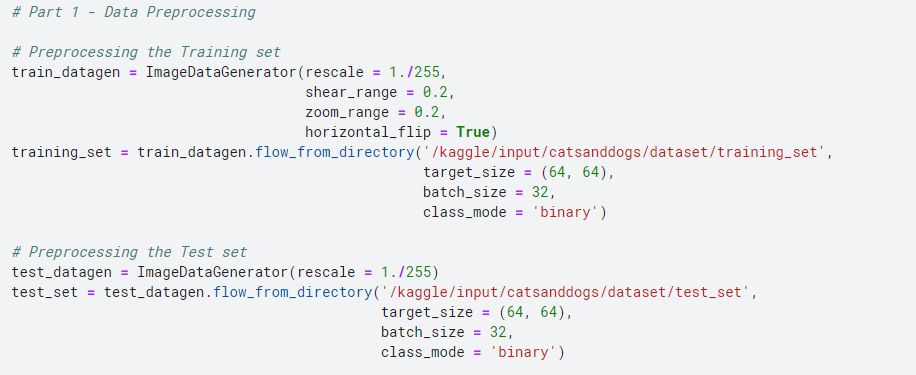 # Part 1 - Data Preprocessing
# Preprocessing the Training set
train_datagen = ImageDataGenerator(rescale = 1./255,
shear_range = 0.2,
zoom_range = 0.2,
horizontal_flip = True)
training_set = train_datagen.flow_from_directory('/kaggle/input/catsanddogs/dataset/training_set',
target_size = (64, 64),
batch_size = 32,
class_mode = 'binary')
# Preprocessing the Test set
test_datagen = ImageDataGenerator(rescale = 1./255)
test_set = test_datagen.flow_from_directory('/kaggle/input/catsanddogs/dataset/test_set',
target_size = (64, 64),
batch_size = 32,
class_mode = 'binary')